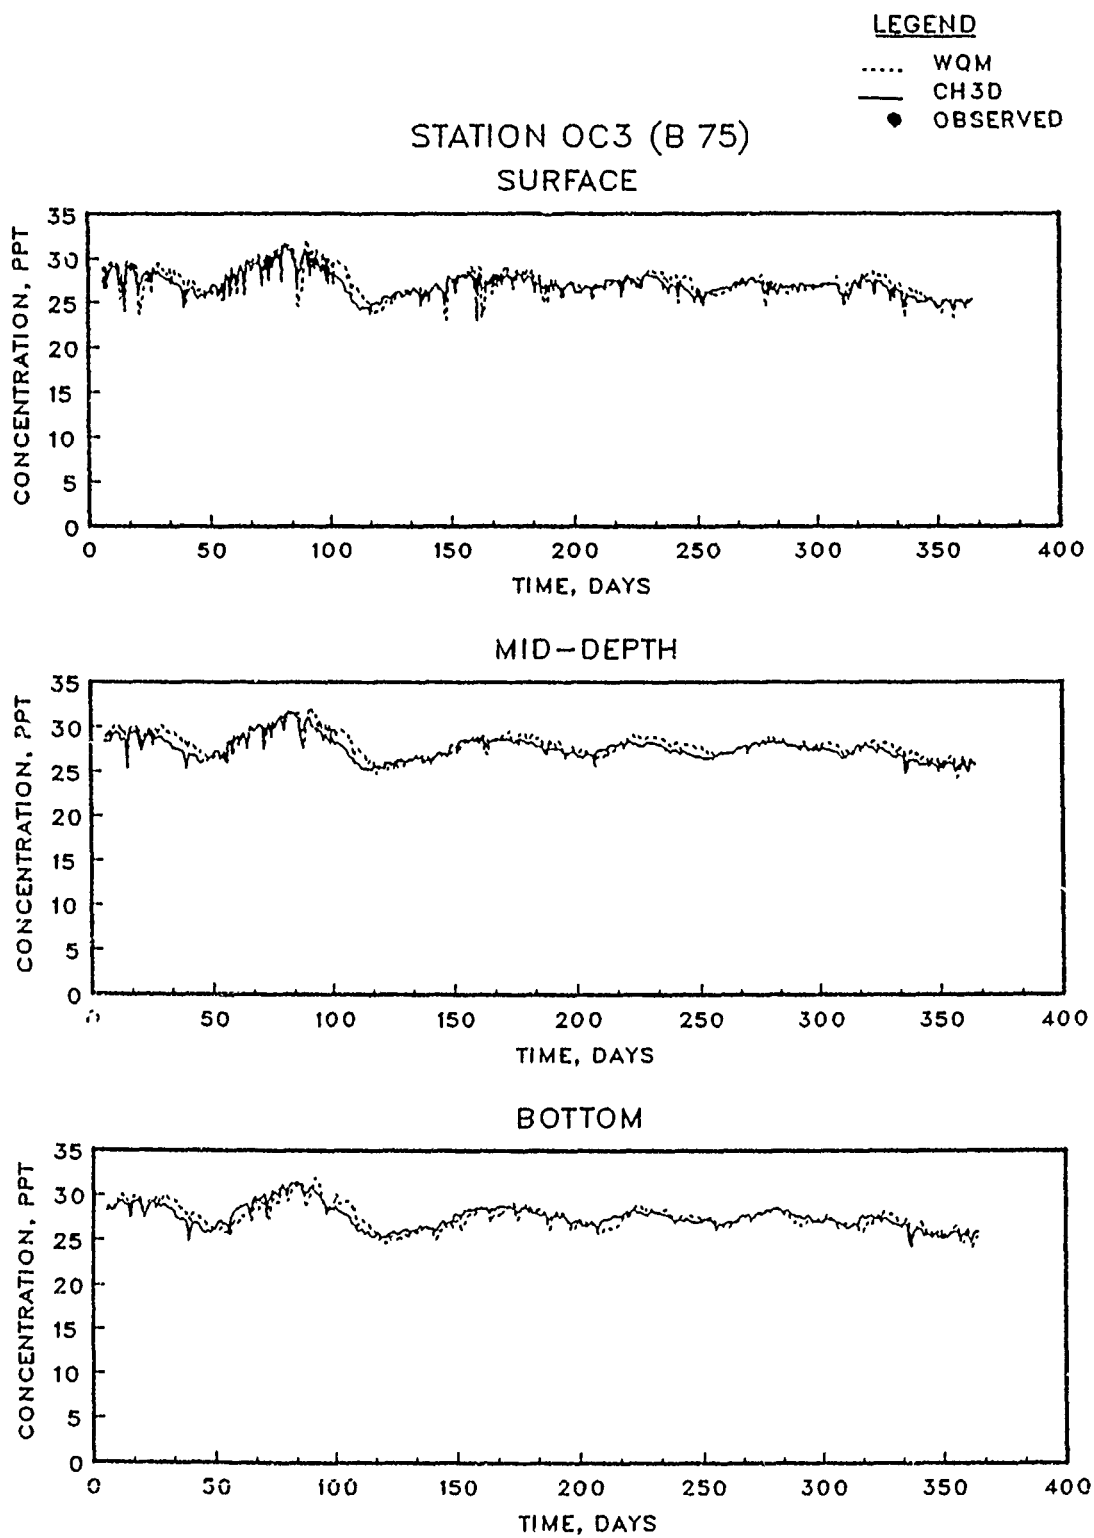 LEGEND
..... WQM
CH3D
OBSERVED
STATION OC3 (B 75)
SURFACE
CONCENTRATION, PPT
35
30
25
20
15
10
5
0
0 50 100 150 200 250 300 350 400
TIME, DAYS
MID-DEPTH
CONCENTRATION, PPT
35
30
25
20
15
10
5
0
0 50 100 150 200 250 300 350 400
TIME, DAYS
BOTTOM
CONCENTRATION, PPT
35
30
25
20
15
10
5
0
0 50 100 150 200 250 300 350 400
TIME, DAYS